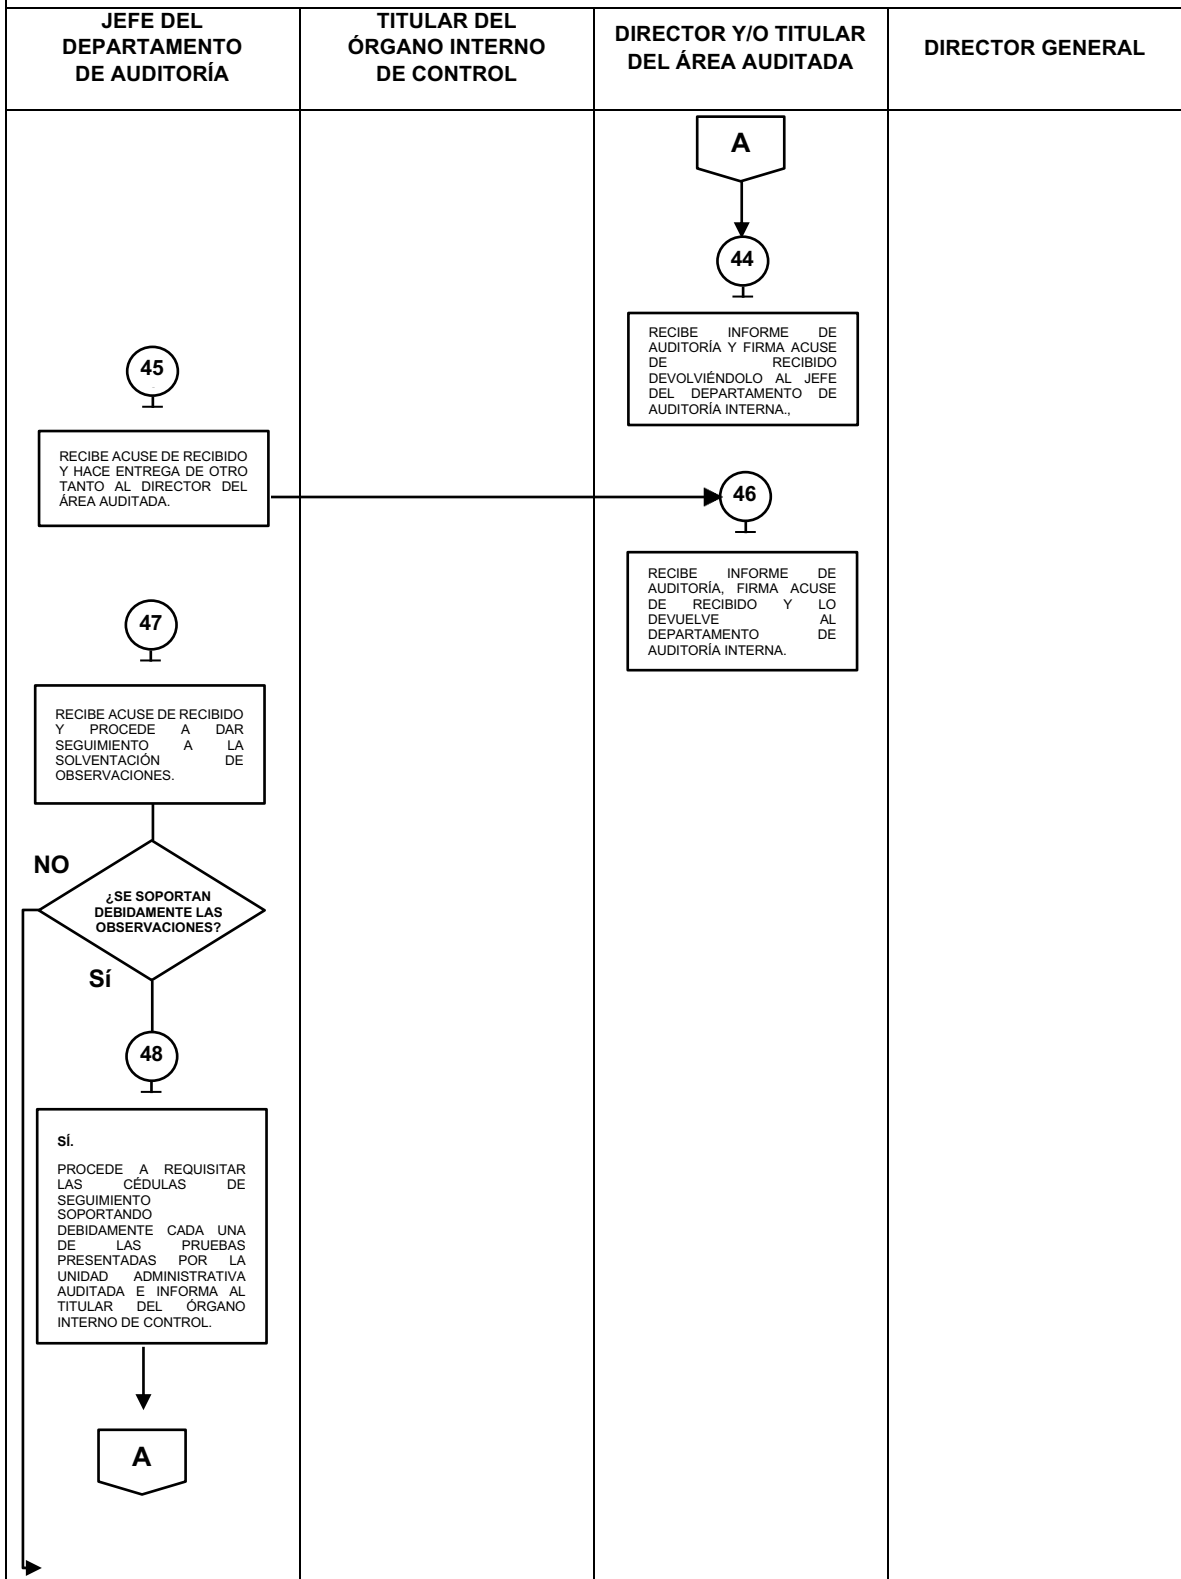 JEFE DEL
DEPARTAMENTO
DE AUDITORÍA
TITULAR DEL
ÓRGANO INTERNO
DE CONTROL
DIRECTOR Y/O TITULAR
DEL ÁREA AUDITADA
DIRECTOR GENERAL
A
44
RECIBE INFORME DE
AUDITORÍA Y FIRMA ACUSE
DE RECIBIDO
DEVOLVIÉNDOLO AL JEFE
DEL DEPARTAMENTO DE
AUDITORÍA INTERNA.,
45
RECIBE ACUSE DE RECIBIDO
Y HACE ENTREGA DE OTRO
TANTO AL DIRECTOR DEL
ÁREA AUDITADA.
46
RECIBE INFORME DE
AUDITORÍA, FIRMA ACUSE
DE RECIBIDO Y LO
DEVUELVE AL
DEPARTAMENTO DE
AUDITORÍA INTERNA.
47
RECIBE ACUSE DE RECIBIDO
Y PROCEDE A DAR
SEGUIMIENTO A LA
SOLVENTACIÓN DE
OBSERVACIONES.
NO
¿SE SOPORTAN
DEBIDAMENTE LAS
OBSERVACIONES?
Sí
48
SÍ.
PROCEDE A REQUISITAR
LAS CÉDULAS DE
SEGUIMIENTO
SOPORTANDO
DEBIDAMENTE CADA UNA
DE LAS PRUEBAS
PRESENTADAS POR LA
UNIDAD ADMINISTRATIVA
AUDITADA E INFORMA AL
TITULAR DEL ÓRGANO
INTERNO DE CONTROL.
A